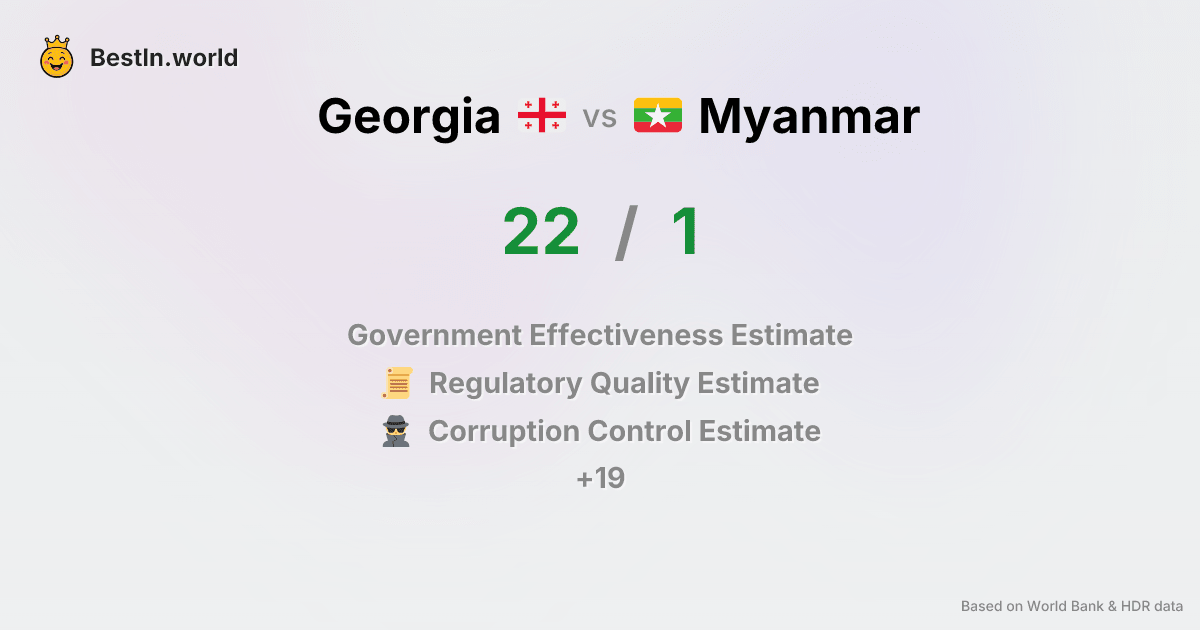 BestIn.world
Georgia vs Myanmar
22 / 1
Government Effectiveness Estimate
Regulatory Quality Estimate
Corruption Control Estimate
+19
Based on World Bank & HDR data